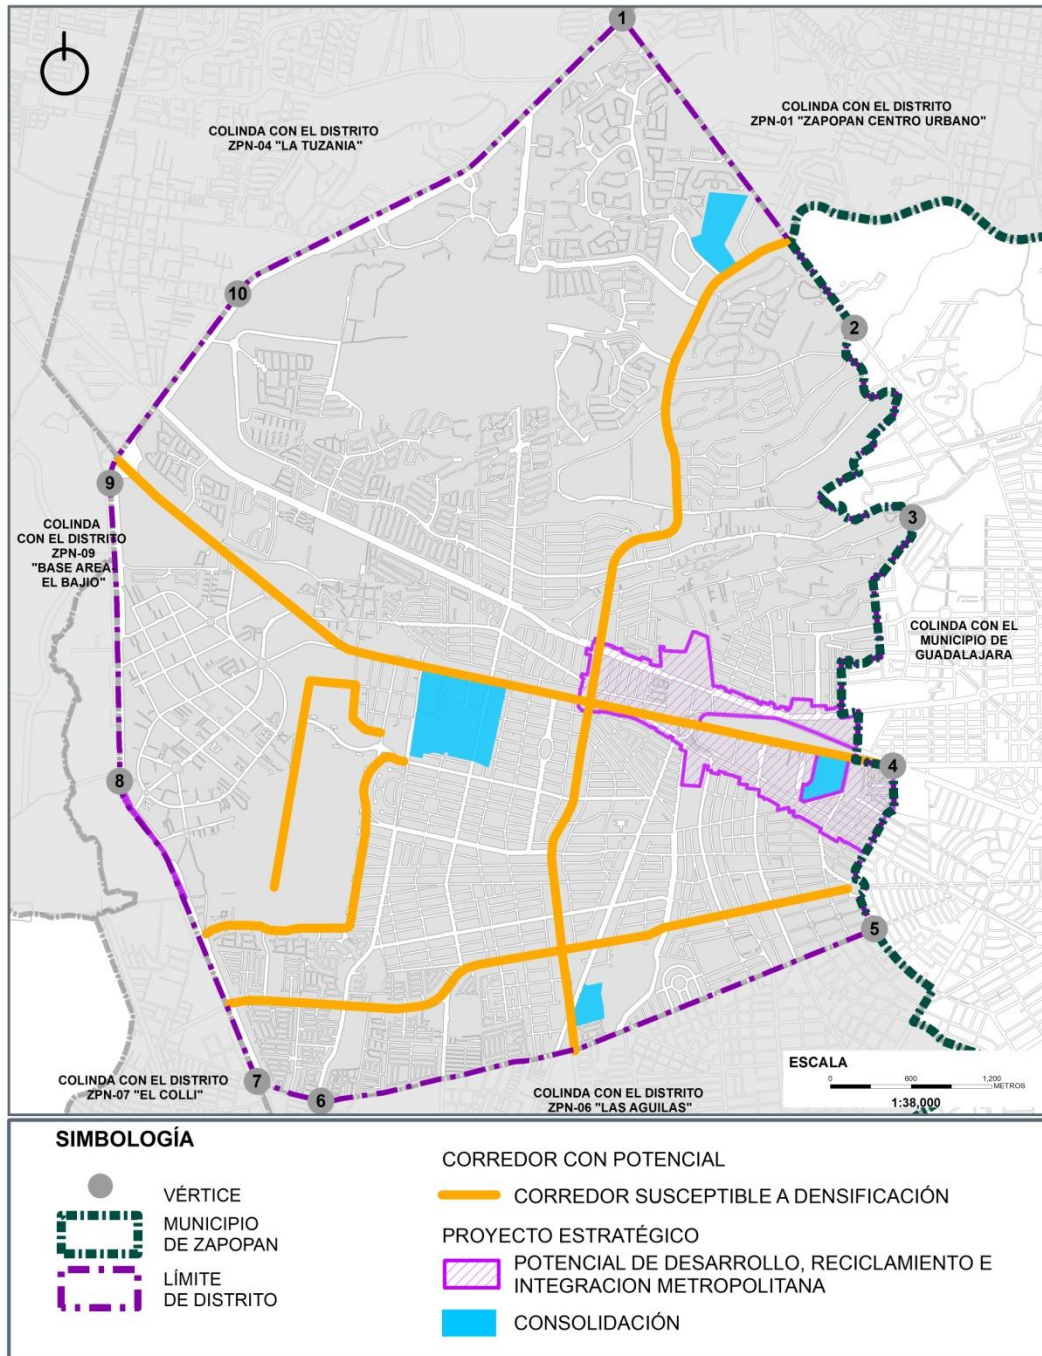 1
COLINDA CON EL DISTRITO
ZPN-01 "ZAPOPAN CENTRO URBANO"
COLINDA CON EL DISTRITO
ZPN-04 "LA TUZANIA"
10
2
9
3
COLINDA
CON EL DISTRITO
ZPN-09
"BASE AREA-
EL BAJIO"
COLINDA CON EL
MUNICIPIO DE
GUADALAJARA
8
4
5
ESCALA
0 600 1,200
METROS
1:38,000
7
6
COLINDA CON EL DISTRITO
ZPN-07 "EL COLLI"
COLINDA CON EL DISTRITO
ZPN-06 "LAS AGUILAS"
SIMBOLOGÍA
VÉRTICE
MUNICIPIO
DE ZAPOPAN
LÍMITE
DE DISTRITO
CORREDOR CON POTENCIAL
CORREDOR SUSCEPTIBLE A DENSIFICACIÓN
PROYECTO ESTRATÉGICO
POTENCIAL DE DESARROLLO, RECICLAMIENTO E
INTEGRACION METROPOLITANA
CONSOLIDACIÓN